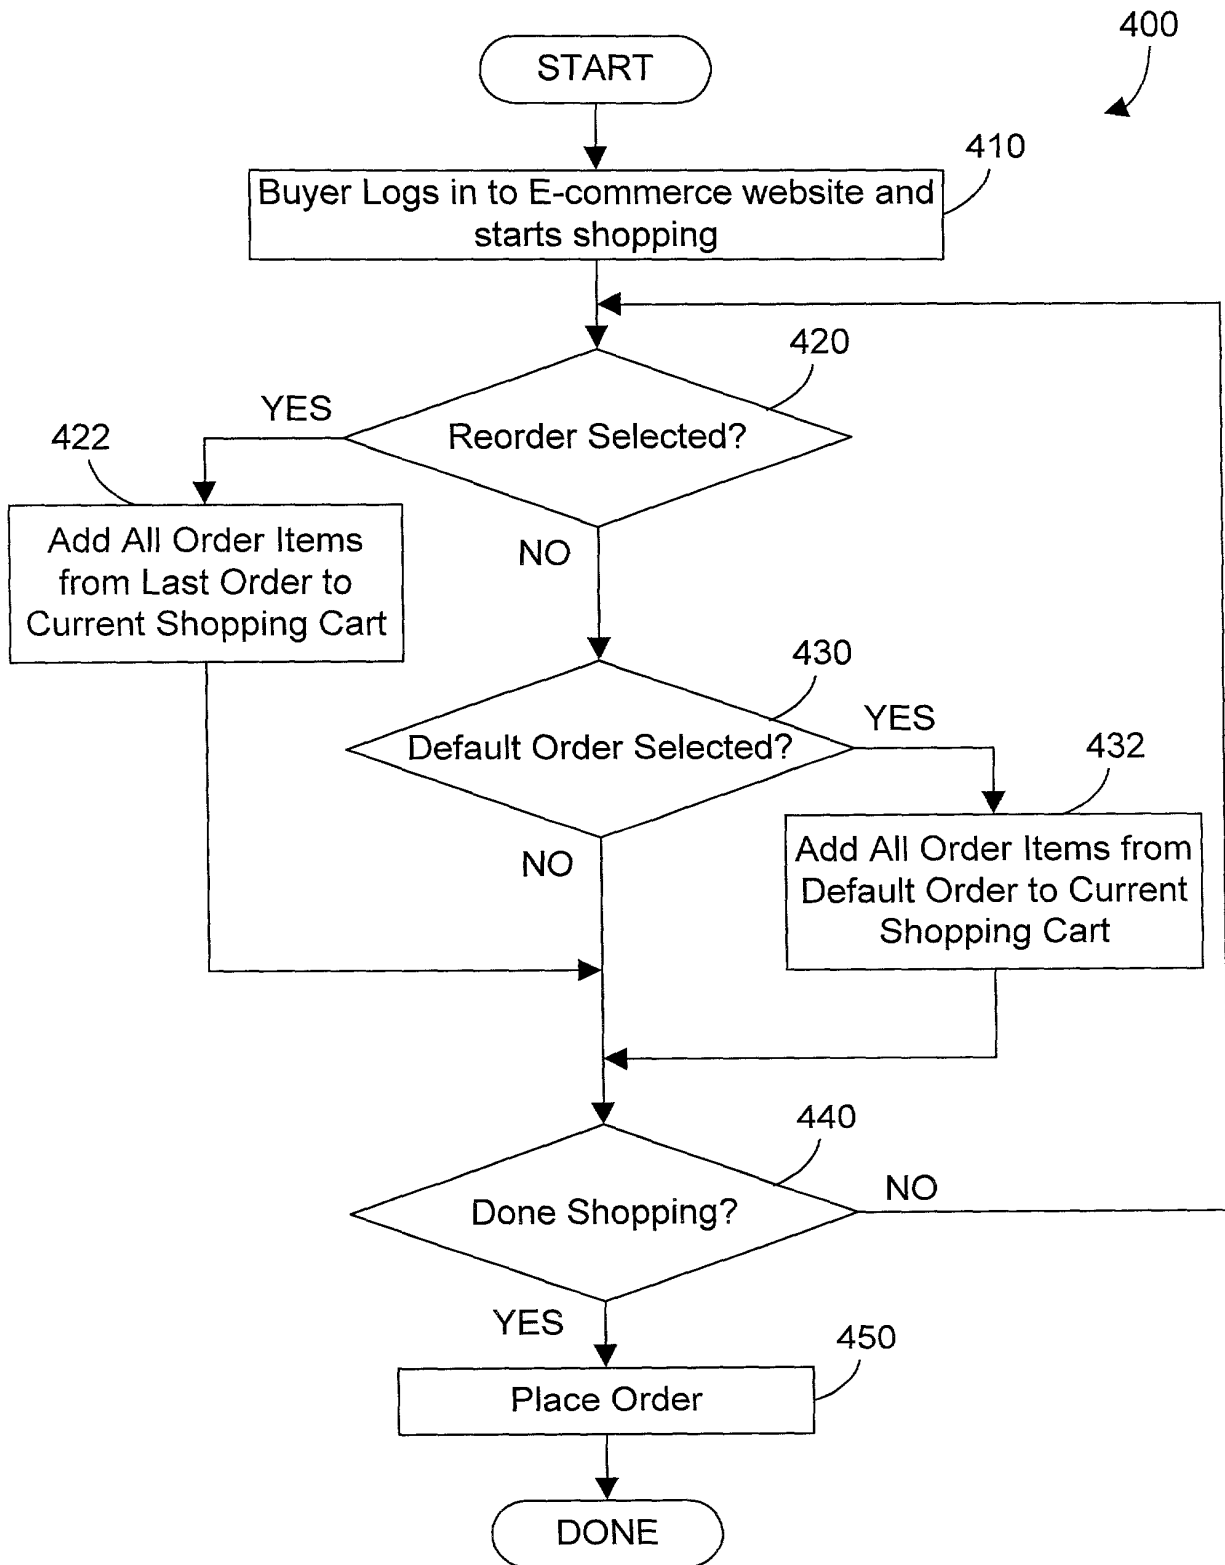 400
START
410
Buyer Logs in to E-commerce website and
starts shopping
420
YES
Reorder Selected?
422
Add All Order Items
from Last Order to
Current Shopping Cart
NO
430
YES
Default Order Selected?
432
Add All Order Items from
Default Order to Current
Shopping Cart
NO
440
NO
Done Shopping?
YES
450
Place Order
DONE